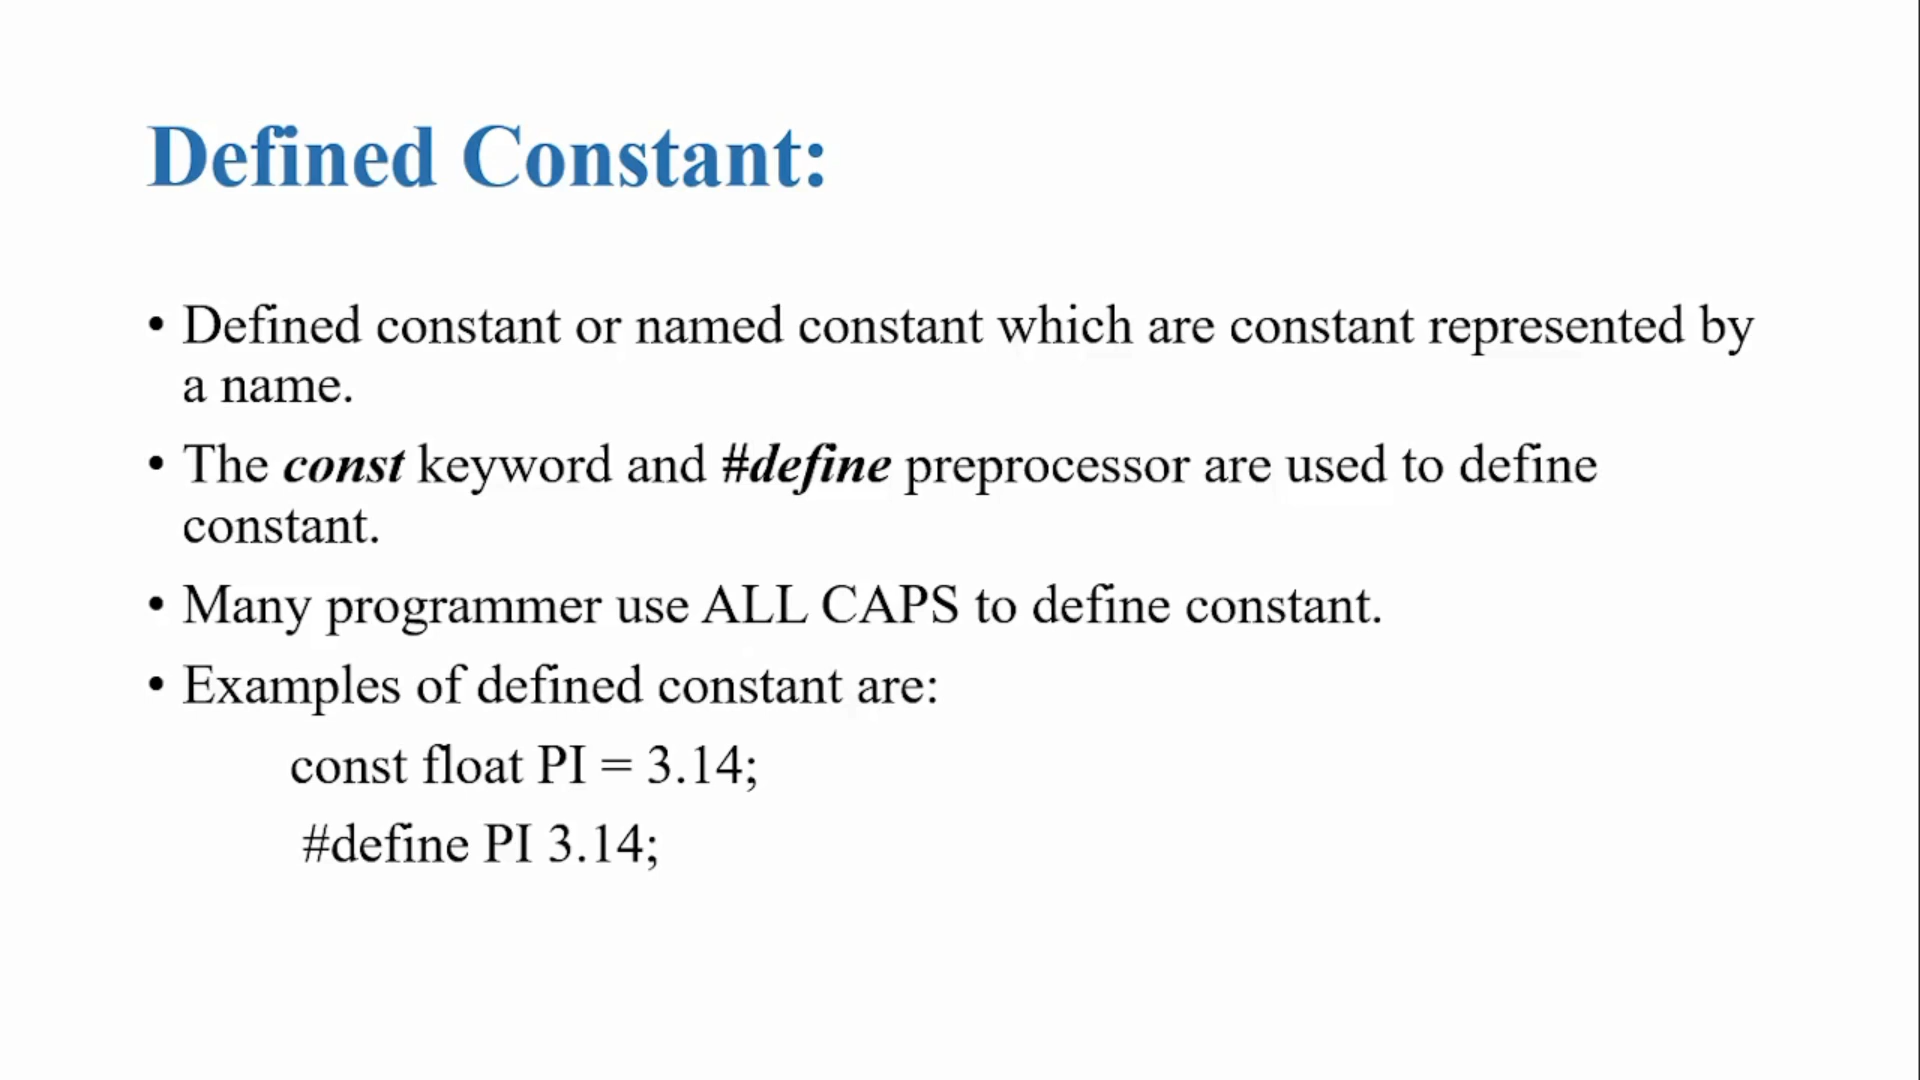 Defined Constant:
• Defined constant or named constant which are constant represented by
a name.
• The const keyword and #define preprocessor are used to define
constant.
• Many programmer use ALL CAPS to define constant.
• Examples of defined constant are:
const float PI = 3.14;
#define PI 3.14;